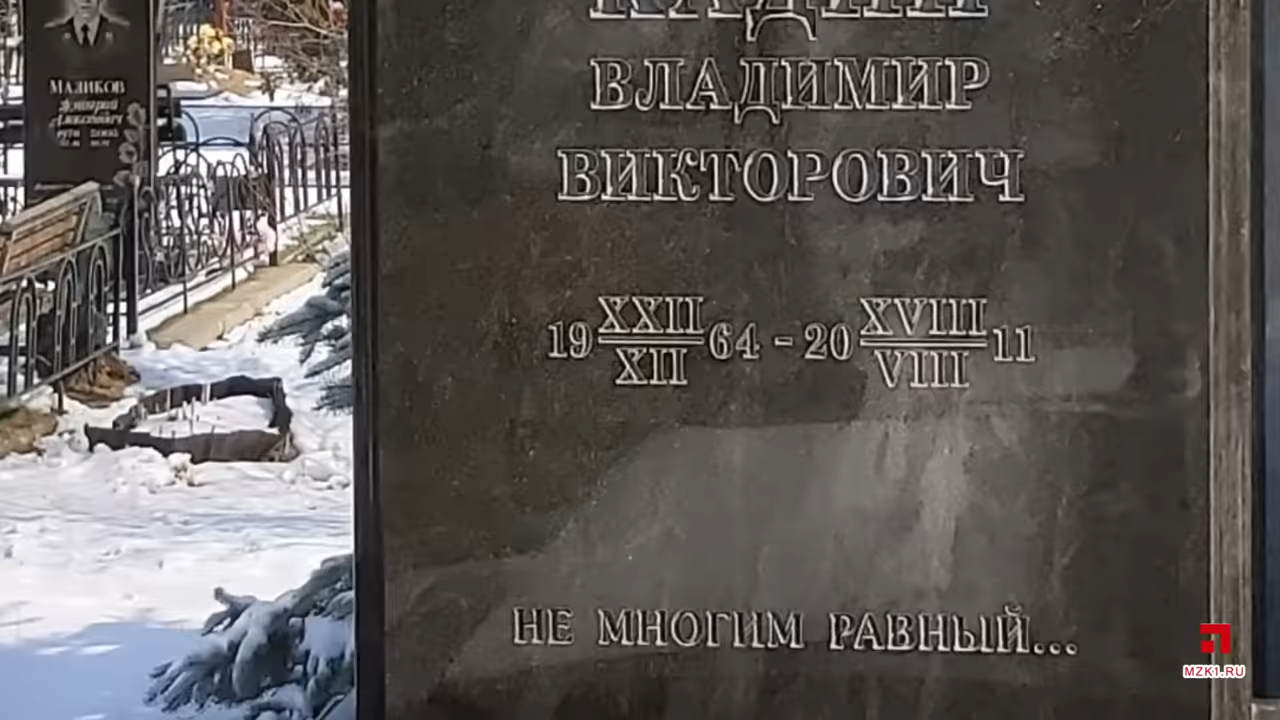 ВЛАДИМИР
ВИКТОРОВИЧ
19 XXII/XII 64 - 20 XVIII/VIII 11
НЕ МНОГИМ РАВНЫЙ...
МАЛИКОВ
MZK1.RU